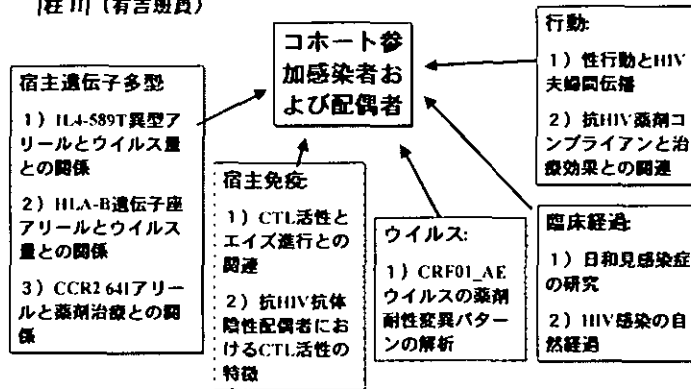 桂川（有吉班員）
コホート参
加感染者お
よび配偶者
行動:
1）性行動とHIV
夫婦間伝播
2）抗HIV薬剤コ
ンプライアンと治
療効果との関連
宿主遺伝子多型
1）IL4-589T異型ア
リールとウイルス量
との関係
2）HLA-B遺伝子座
アリールとウイルス
量との関係
3）CCR2 64Iアリー
ルと薬剤治療との関
係
宿主免疫:
1）CTL活性と
エイズ進行との
関連
2）抗HIV抗体
陰性配偶者にお
けるCTL活性の
特徴
ウイルス:
1）CRF01_AE
ウイルスの薬剤
耐性変異パター
ンの解析
臨床経過:
1）日和見感染症
の研究
2）HIV感染の自
然経過